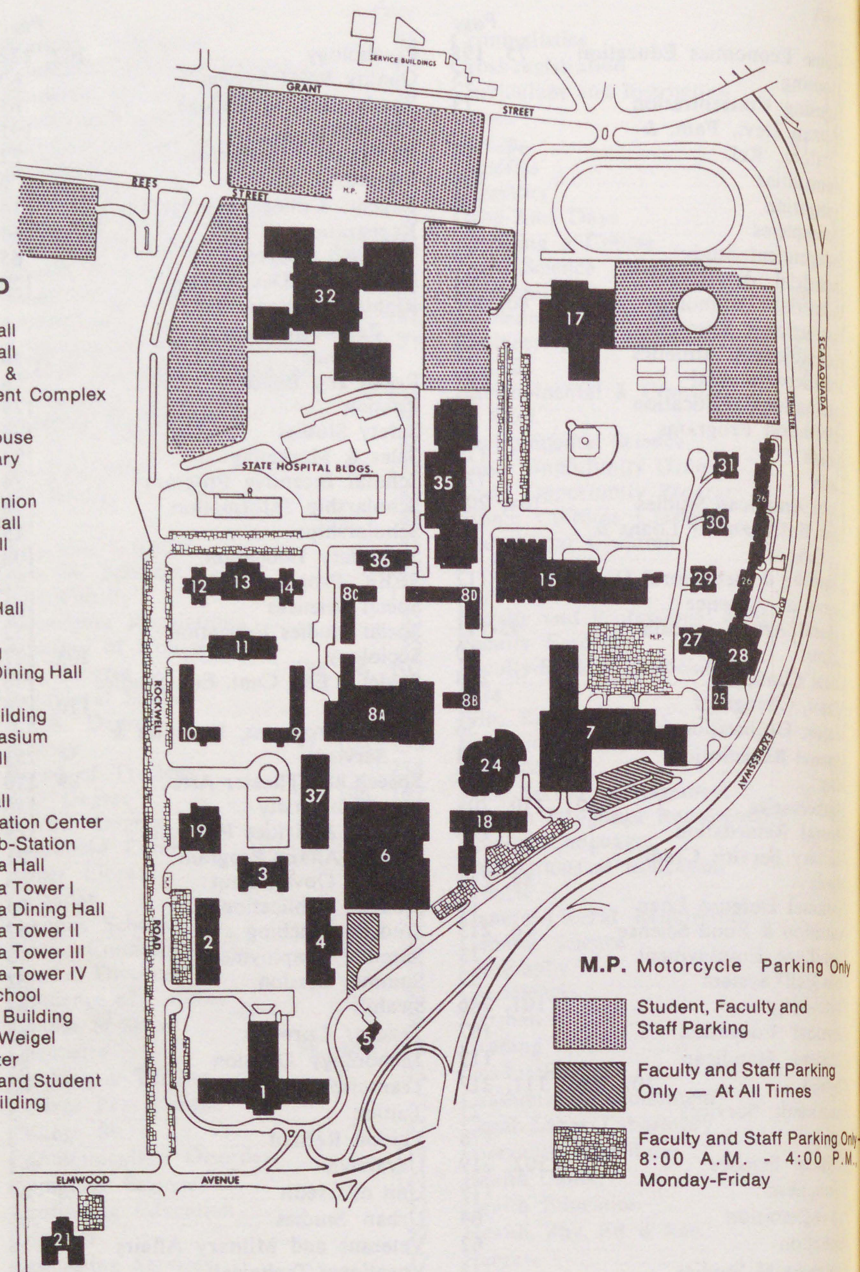 SERVICE BUILDINGS
GRANT
STREET
REES
STREET
M.P.
32
17
SCAJAQUADA
PERIMETER
ROAD
STATE HOSPITAL BLDGS.
35
31
26
30
36
12
13
14
8C
8D
15
29
26
11
M.P.
27
28
ROCKWELL
10
9
8A
8B
25
7
EXPRESSWAY
24
37
19
18
6
3
ROAD
2
4
5
1
ELMWOOD
AVENUE
21
all
all
&
ent Complex
ouse
ary
nion
all
ll
Hall
Dining Hall
ilding
asium
ll
all
ation Center
b-Station
a Hall
a Tower I
a Dining Hall
a Tower II
a Tower III
a Tower IV
chool
Building
Weigel
ter
and Student
ilding
M.P. Motorcycle Parking Only
Student, Faculty and
Staff Parking
Faculty and Staff Parking
Only — At All Times
Faculty and Staff Parking Only-
8:00 A.M. - 4:00 P.M.,
Monday-Friday